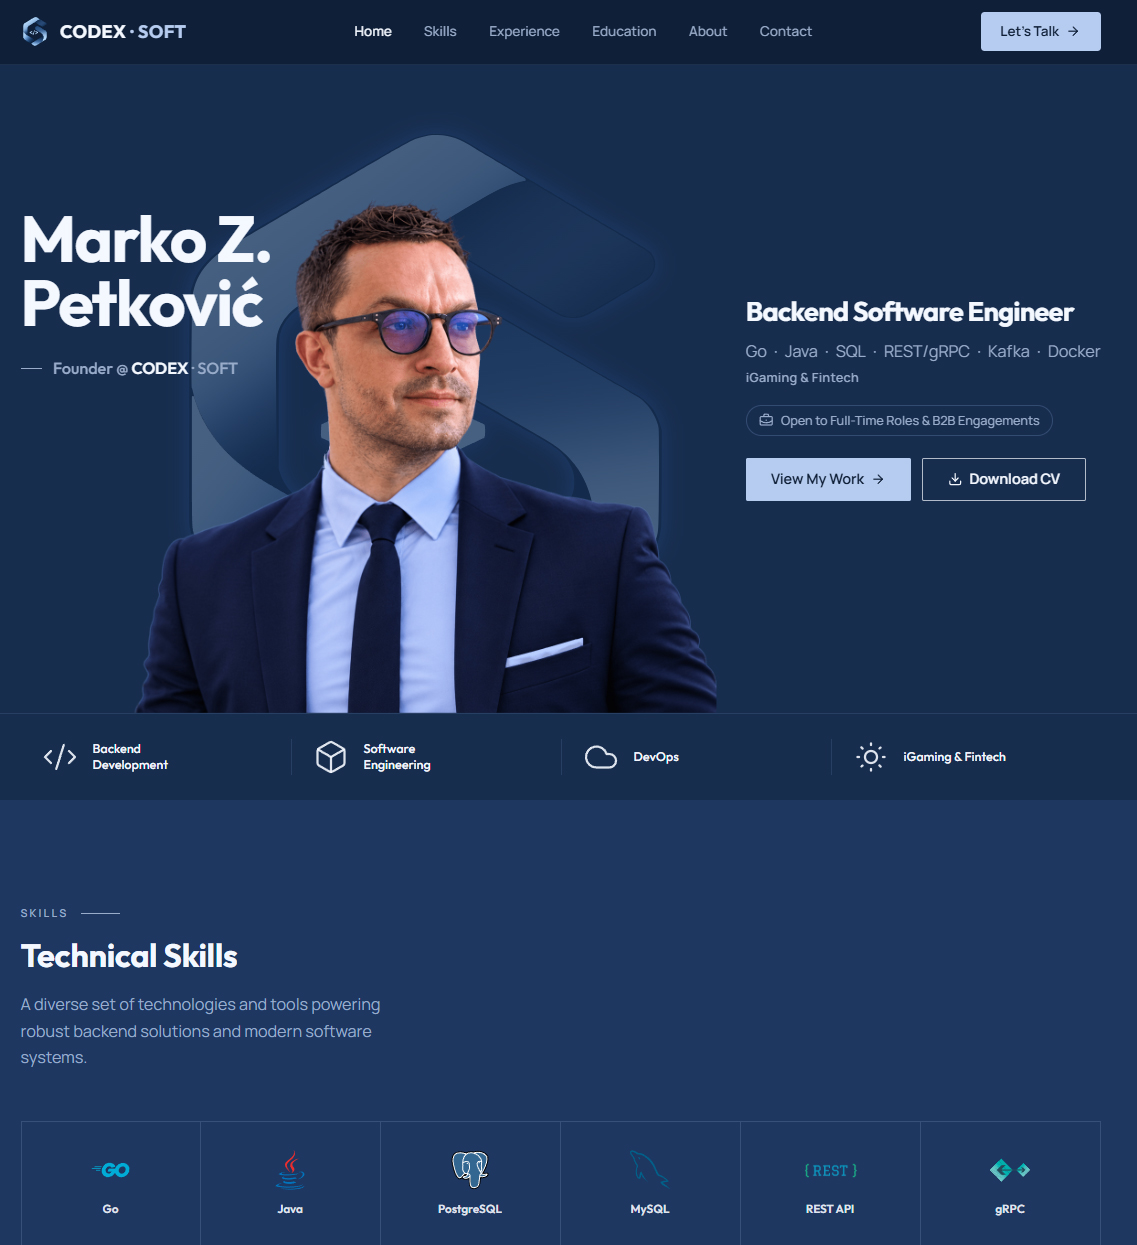 CODEX · SOFT
Home
Skills
Experience
Education
About
Contact
Let's Talk →
Marko Z.
Petković
Founder @ CODEX · SOFT
Backend Software Engineer
Go · Java · SQL · REST/gRPC · Kafka · Docker
iGaming & Fintech
Open to Full-Time Roles & B2B Engagements
View My Work →
Download CV
Backend
Development
Software
Engineering
DevOps
iGaming & Fintech
SKILLS
Technical Skills
A diverse set of technologies and tools powering
robust backend solutions and modern software
systems.
GO
{ REST }
Go
Java
PostgreSQL
MySQL
REST API
gRPC